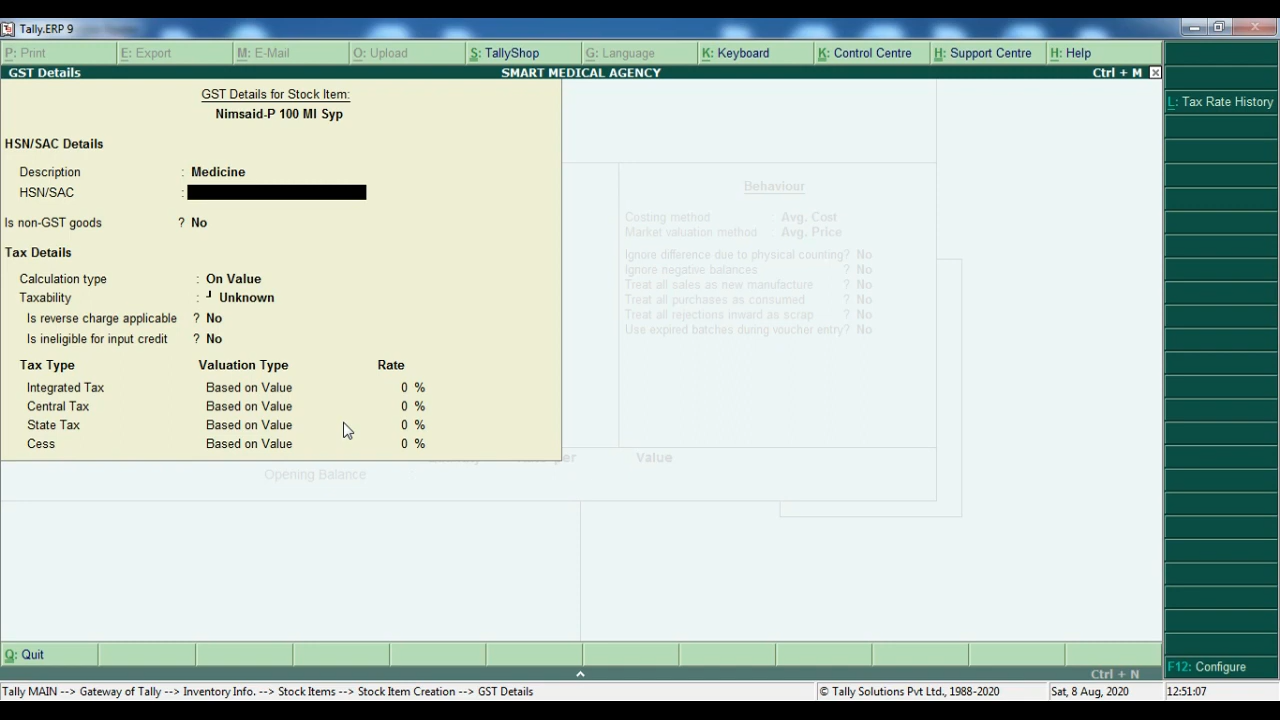 Tally.ERP 9
P: Print E: Export M: E-Mail O: Upload S: TallyShop G: Language K: Keyboard K: Control Centre H: Support Centre H: Help
GST Details SMART MEDICAL AGENCY Ctrl + M
GST Details for Stock Item:
L: Tax Rate History
Nimsaid-P 100 Ml Syp
HSN/SAC Details
Description : Medicine
Behaviour
HSN/SAC :
Costing method : Avg. Cost
Is non-GST goods ? No
Market valuation method : Avg. Price
Tax Details
Ignore difference due to physical counting? No
Ignore negative balances ? No
Calculation type : On Value
Treat all sales as new manufacture ? No
Taxability : ┘ Unknown
Treat all purchases as consumed ? No
Is reverse charge applicable ? No
Treat all rejections inward as scrap ? No
Use expired batches during voucher entry? No
Is ineligible for input credit ? No
Tax Type Valuation Type Rate
Integrated Tax Based on Value 0 %
Central Tax Based on Value 0 %
State Tax Based on Value 0 %
Cess Based on Value 0 %
per Value
Opening Balance
Q: Quit
F12: Configure
Ctrl + N
Tally MAIN --> Gateway of Tally --> Inventory Info. --> Stock Items --> Stock Item Creation --> GST Details © Tally Solutions Pvt Ltd., 1988-2020 Sat, 8 Aug, 2020 12:51:07